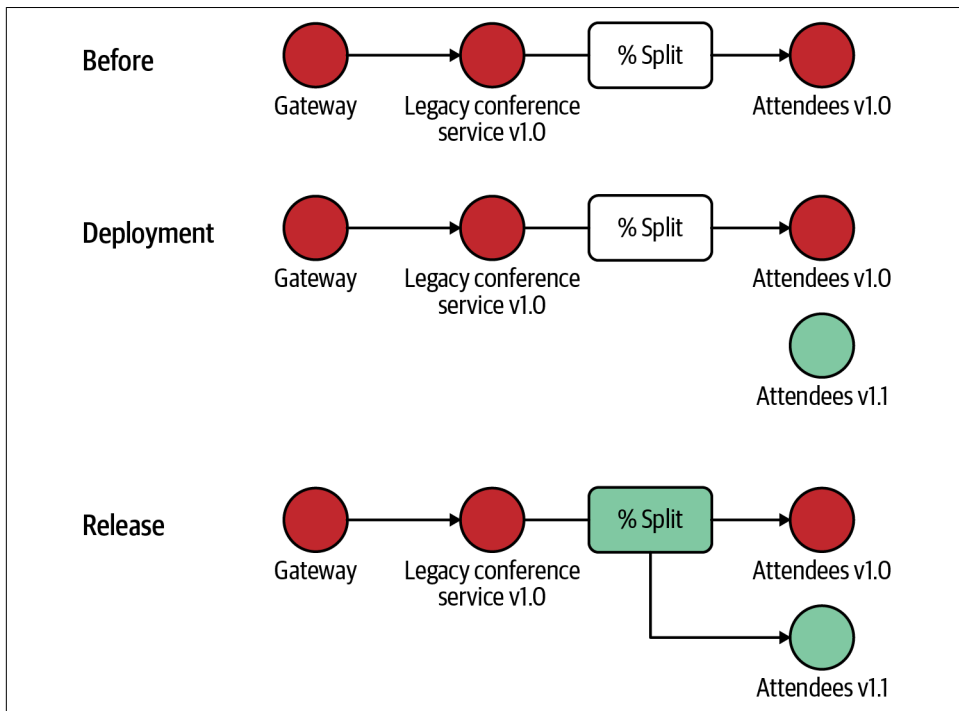 Before
% Split
Gateway
Legacy conference
service v1.0
Attendees v1.0
Deployment
% Split
Gateway
Legacy conference
service v1.0
Attendees v1.0
Attendees v1.1
Release
% Split
Gateway
Legacy conference
service v1.0
Attendees v1.0
Attendees v1.1